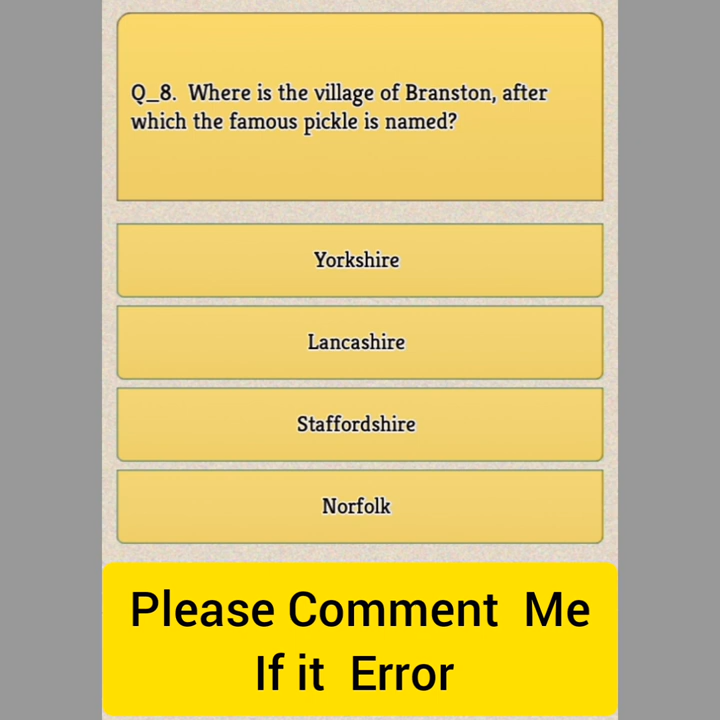 Q_8. Where is the village of Branston, after
which the famous pickle is named?
Yorkshire
Lancashire
Staffordshire
Norfolk
Please Comment Me
If it Error